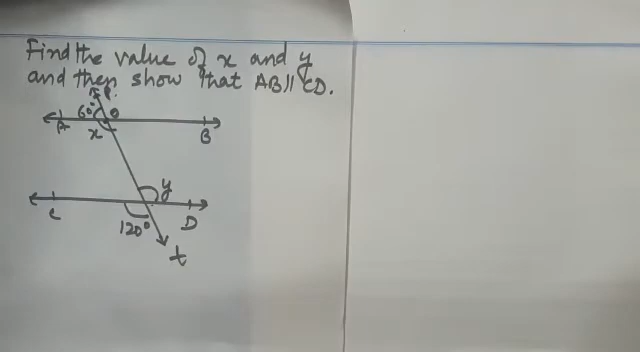 Find the value of x and y
and then show that AB || CD.
P
60° O
A x B
y
C D
120°
t